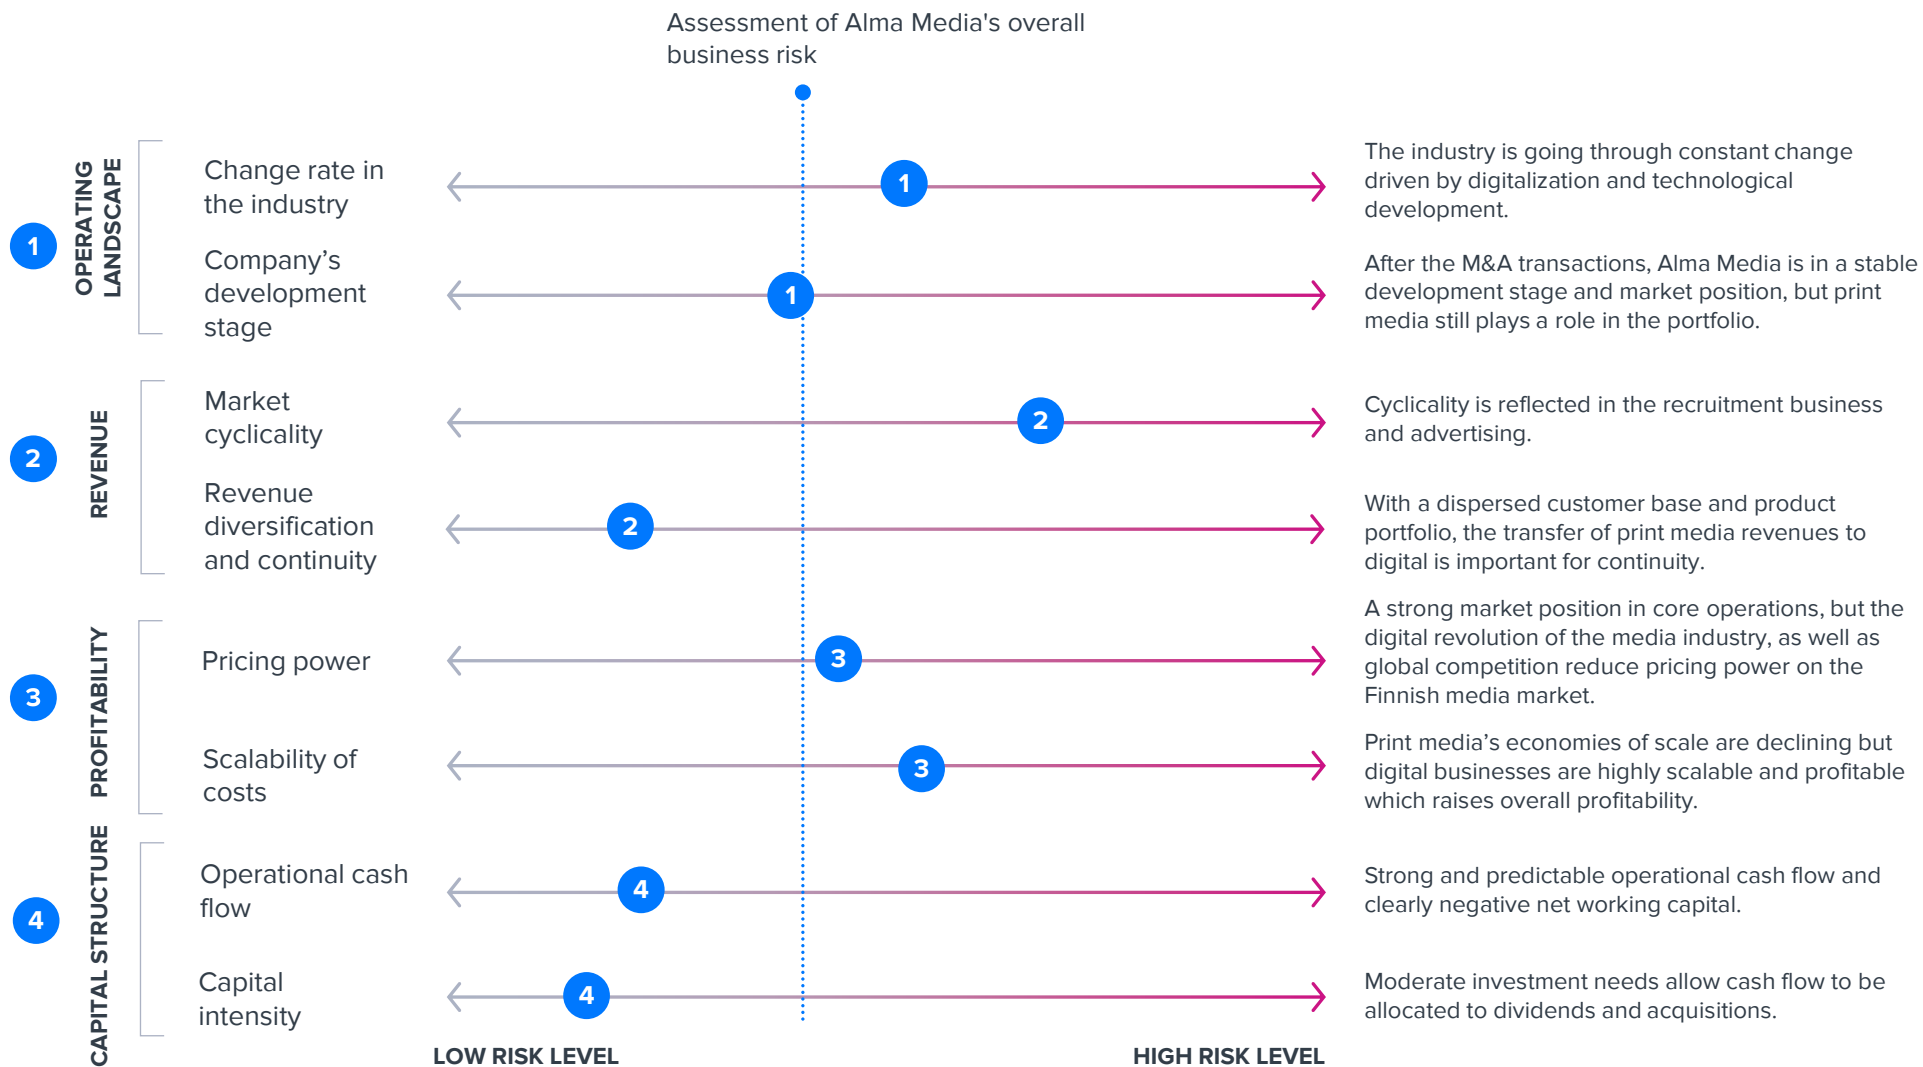 Assessment of Alma Media's overall
business risk
1
OPERATING
LANDSCAPE
Change rate in
the industry
1
The industry is going through constant change
driven by digitalization and technological
development.
Company’s
development
stage
1
After the M&A transactions, Alma Media is in a stable
development stage and market position, but print
media still plays a role in the portfolio.
2
REVENUE
Market
cyclicality
2
Cyclicality is reflected in the recruitment business
and advertising.
Revenue
diversification
and continuity
2
With a dispersed customer base and product
portfolio, the transfer of print media revenues to
digital is important for continuity.
3
PROFITABILITY
Pricing power
3
A strong market position in core operations, but the
digital revolution of the media industry, as well as
global competition reduce pricing power on the
Finnish media market.
Scalability of
costs
3
Print media’s economies of scale are declining but
digital businesses are highly scalable and profitable
which raises overall profitability.
4
CAPITAL STRUCTURE
Operational cash
flow
4
Strong and predictable operational cash flow and
clearly negative net working capital.
Capital
intensity
4
Moderate investment needs allow cash flow to be
allocated to dividends and acquisitions.
LOW RISK LEVEL
HIGH RISK LEVEL